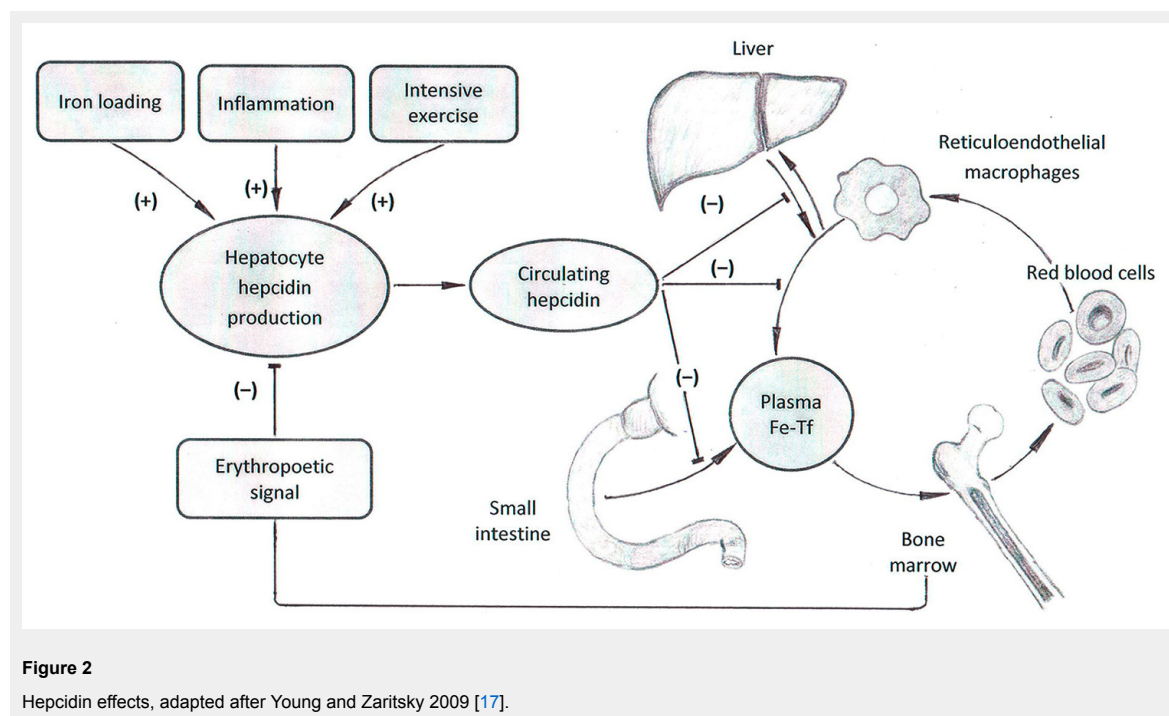 Liver
Iron loading
Inflammation
Intensive
exercise
Reticuloendothelial
macrophages
(+)
(+)
(+)
(–)
Hepatocyte
hepcidin
production
Circulating
hepcidin
(–)
Red blood cells
(–)
(–)
Plasma
Fe-Tf
Erythropoetic
signal
Small
intestine
Bone
marrow
Figure 2
Hepcidin effects, adapted after Young and Zaritsky 2009 [17].